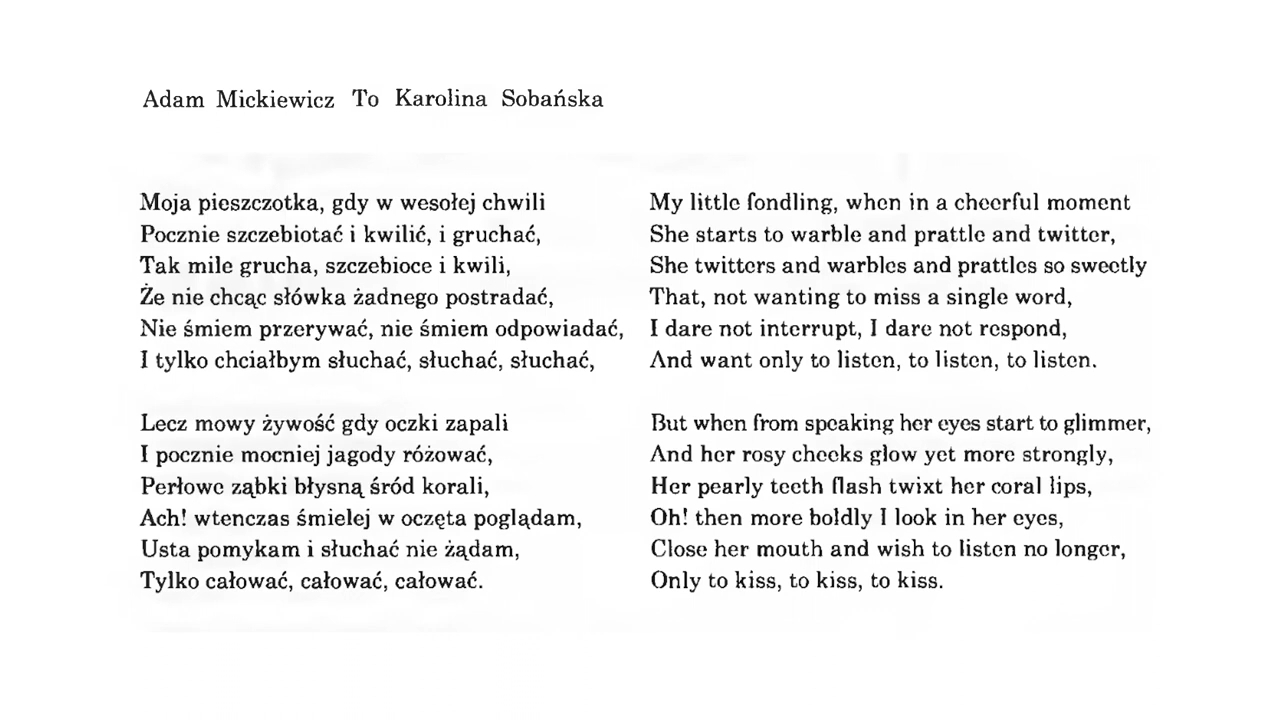 Adam Mickiewicz To Karolina Sobańska
Moja pieszczotka, gdy w wesołej chwili
Pocznie szczebiotać i kwilić, i gruchać,
Tak mile grucha, szczebioce i kwili,
Że nie chcąc słówka żadnego postradać,
Nie śmiem przerywać, nie śmiem odpowiadać,
I tylko chciałbym słuchać, słuchać, słuchać,
Lecz mowy żywość gdy oczki zapali
I pocznie mocniej jagody różować,
Perłowe ząbki błysną śród korali,
Ach! wtenczas śmielej w oczęta poglądam,
Usta pomykam i słuchać nie żądam,
Tylko całować, całować, całować.
My little fondling, when in a cheerful moment
She starts to warble and prattle and twitter,
She twitters and warbles and prattles so sweetly
That, not wanting to miss a single word,
I dare not interrupt, I dare not respond,
And want only to listen, to listen, to listen.
But when from speaking her eyes start to glimmer,
And her rosy cheeks glow yet more strongly,
Her pearly teeth flash twixt her coral lips,
Oh! then more boldly I look in her eyes,
Close her mouth and wish to listen no longer,
Only to kiss, to kiss, to kiss.